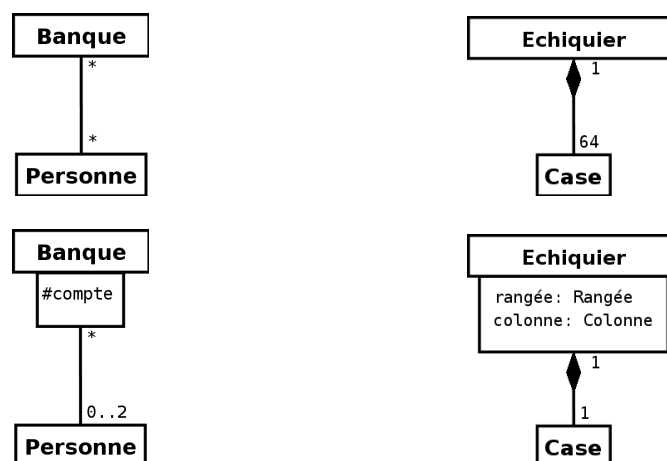 Banque
*
*
Personne
Echiquier
1
64
Case
Banque
#compte
*
0..2
Personne
Echiquier
rangée: Rangée
colonne: Colonne
1
1
Case